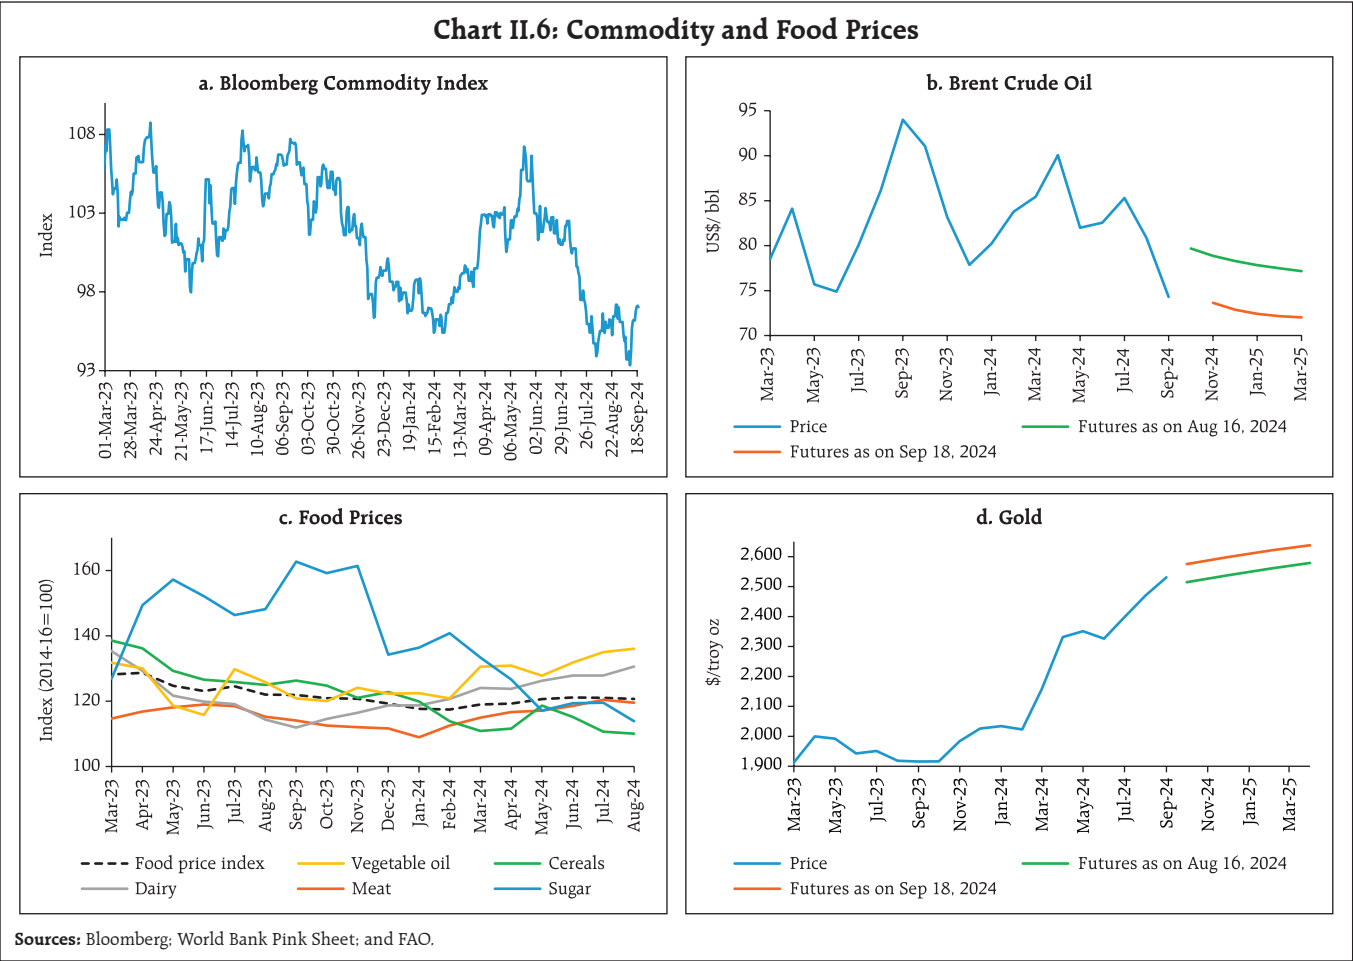 Chart II.6: Commodity and Food Prices
a. Bloomberg Commodity Index
Index
108
103
98
93
01-Mar-23
28-Mar-23
24-Apr-23
21-May-23
17-Jun-23
14-Jul-23
10-Aug-23
06-Sep-23
03-Oct-23
30-Oct-23
26-Nov-23
23-Dec-23
19-Jan-24
15-Feb-24
13-Mar-24
09-Apr-24
06-May-24
02-Jun-24
29-Jun-24
26-Jul-24
22-Aug-24
18-Sep-24
b. Brent Crude Oil
US$/ bbl
95
90
85
80
75
70
Mar-23
May-23
Jul-23
Sep-23
Nov-23
Jan-24
Mar-24
May-24
Jul-24
Sep-24
Nov-24
Jan-25
Mar-25
Price
Futures as on Aug 16, 2024
Futures as on Sep 18, 2024
c. Food Prices
Index (2014-16=100)
160
140
120
100
Mar-23
Apr-23
May-23
Jun-23
Jul-23
Aug-23
Sep-23
Oct-23
Nov-23
Dec-23
Jan-24
Feb-24
Mar-24
Apr-24
May-24
Jun-24
Jul-24
Aug-24
Food price index
Vegetable oil
Cereals
Dairy
Meat
Sugar
d. Gold
$/troy oz
2,600
2,500
2,400
2,300
2,200
2,100
2,000
1,900
Mar-23
May-23
Jul-23
Sep-23
Nov-23
Jan-24
Mar-24
May-24
Jul-24
Sep-24
Nov-24
Jan-25
Mar-25
Price
Futures as on Aug 16, 2024
Futures as on Sep 18, 2024
Sources: Bloomberg; World Bank Pink Sheet; and FAO.